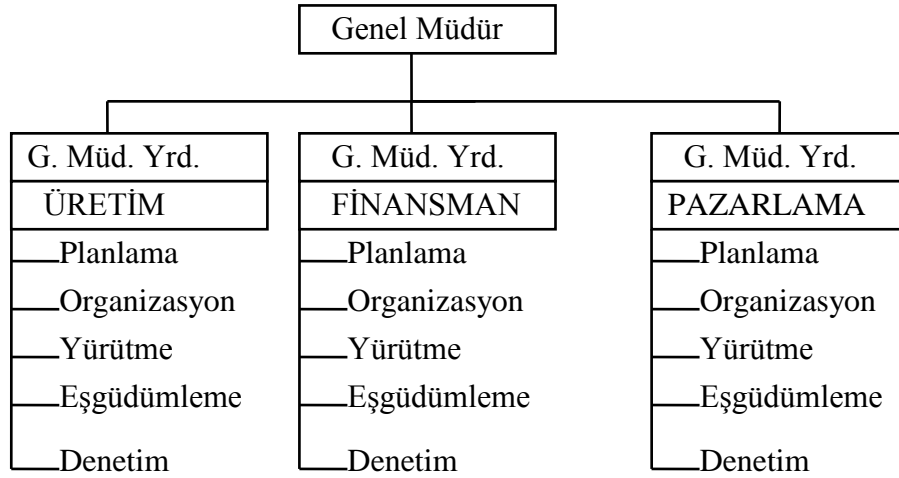 Genel Müdür
G. Müd. Yrd.
ÜRETİM
Planlama
Organizasyon
Yürütme
Eşgüdümleme
Denetim
G. Müd. Yrd.
FİNANSMAN
Planlama
Organizasyon
Yürütme
Eşgüdümleme
Denetim
G. Müd. Yrd.
PAZARLAMA
Planlama
Organizasyon
Yürütme
Eşgüdümleme
Denetim